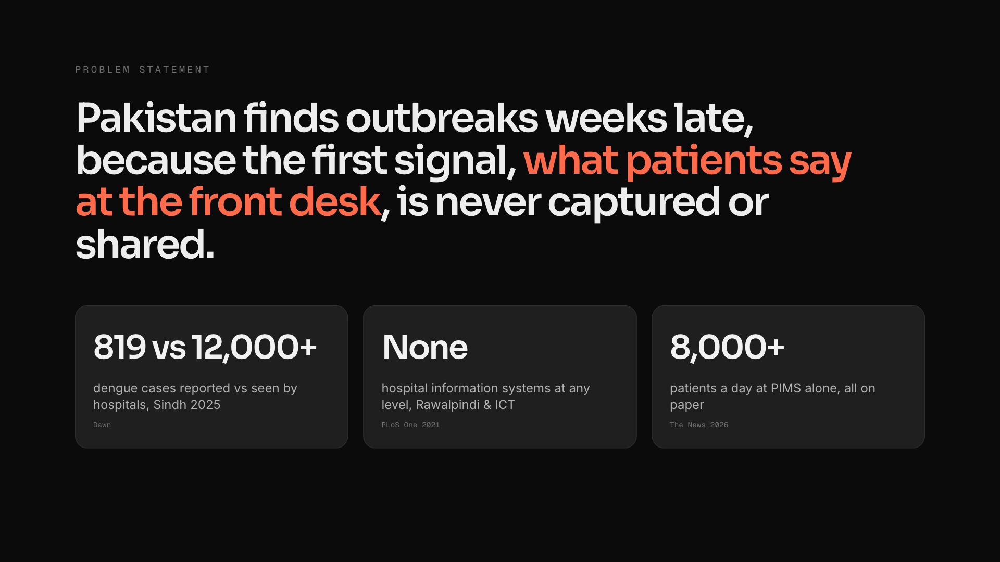 PROBLEM STATEMENT
Pakistan finds outbreaks weeks late,
because the first signal, what patients say
at the front desk, is never captured or
shared.
819 vs 12,000+
dengue cases reported vs seen by
hospitals, Sindh 2025
Dawn
None
hospital information systems at any
level, Rawalpindi & ICT
PLoS One 2021
8,000+
patients a day at PIMS alone, all on
paper
The News 2026